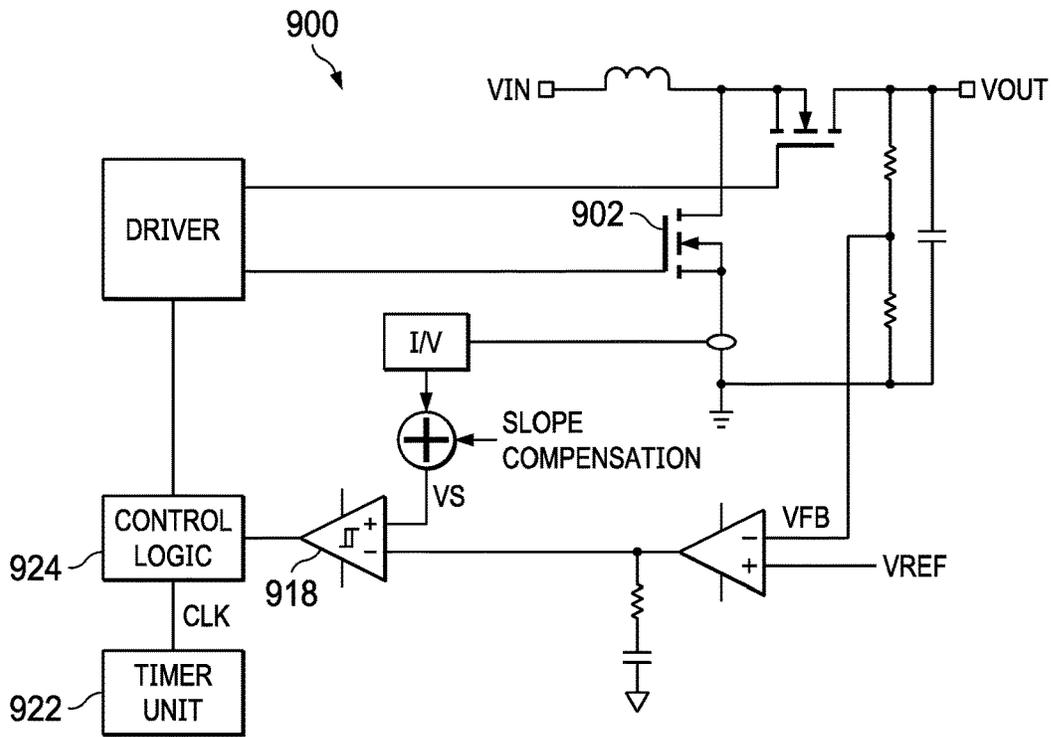 900
VIN
VOUT
DRIVER
902
I/V
SLOPE
COMPENSATION
VS
CONTROL
LOGIC
924
+
−
918
VFB
−
+
VREF
CLK
TIMER
UNIT
922